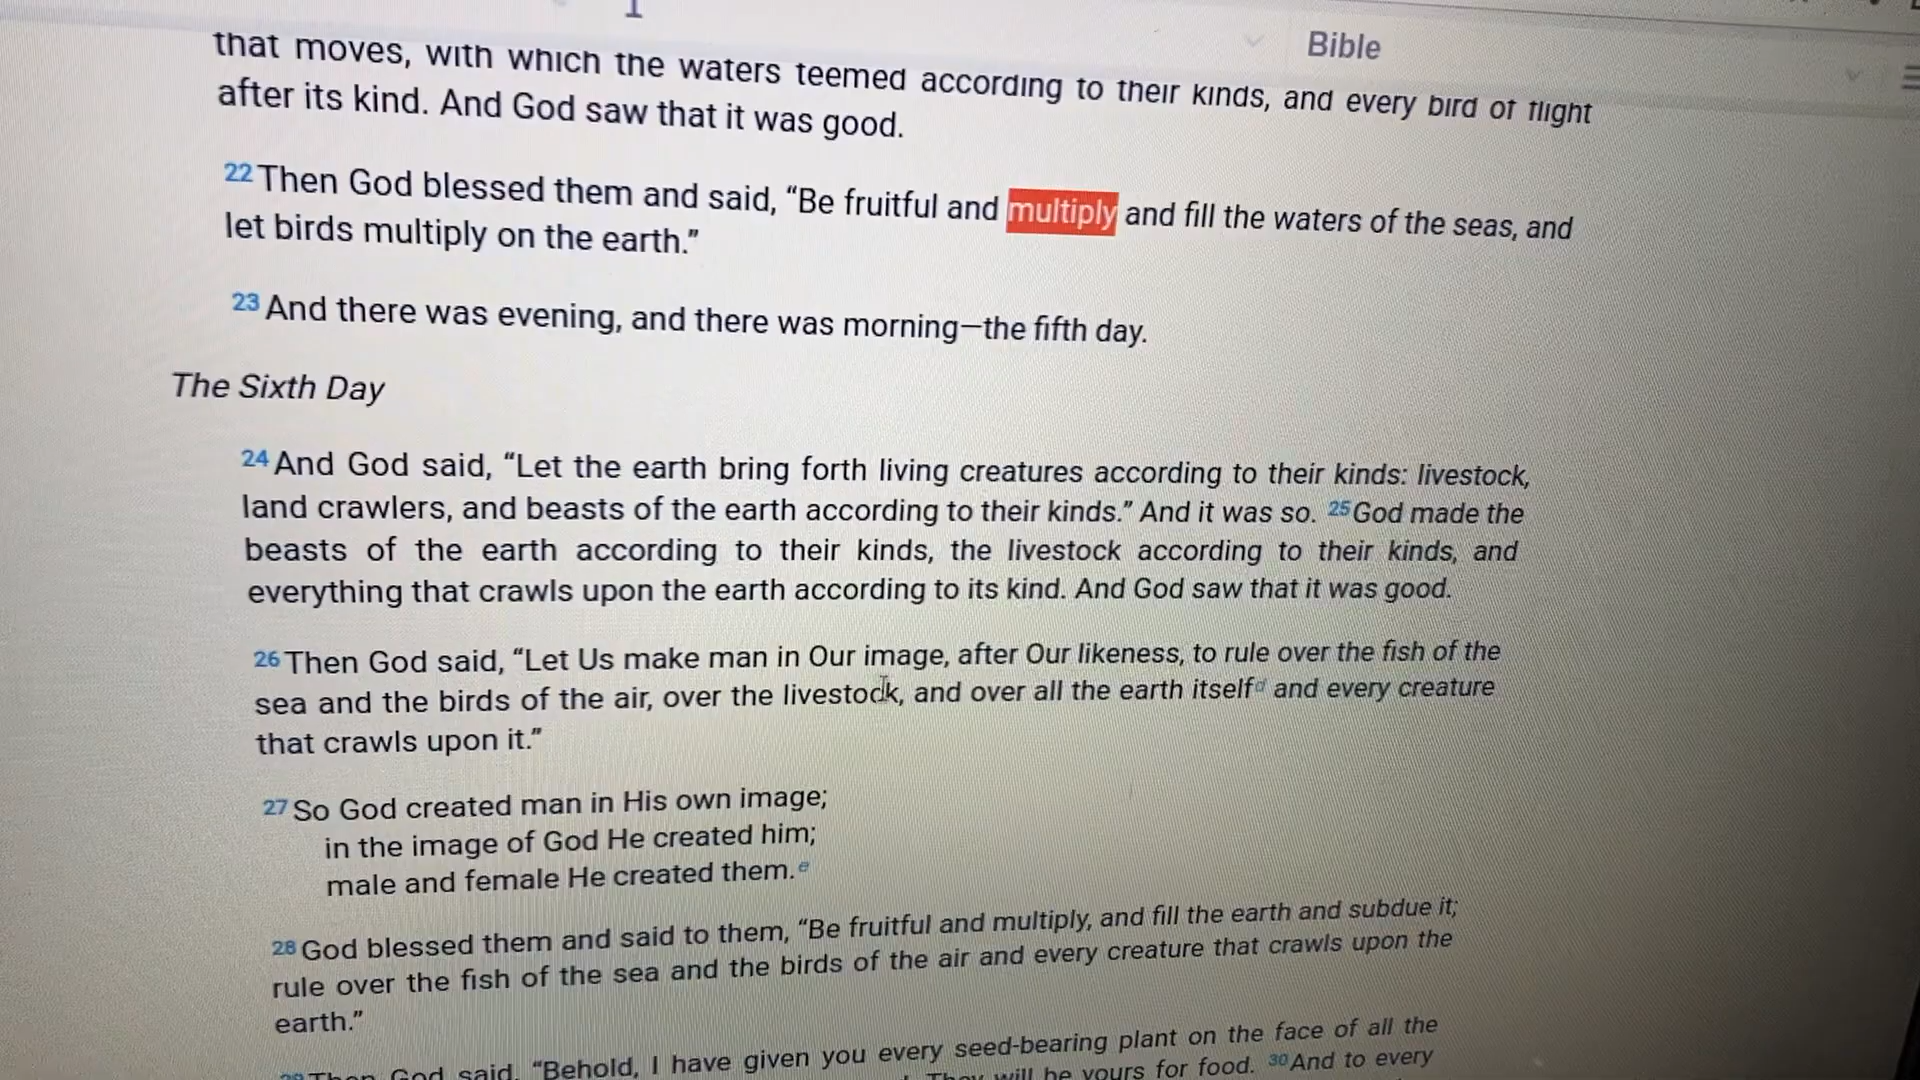 1
Bible
that moves, with which the waters teemed according to their kinds, and every bird of flight
after its kind. And God saw that it was good.
22 Then God blessed them and said, “Be fruitful and multiply and fill the waters of the seas, and
let birds multiply on the earth.”
23 And there was evening, and there was morning—the fifth day.
The Sixth Day
24 And God said, “Let the earth bring forth living creatures according to their kinds: livestock,
land crawlers, and beasts of the earth according to their kinds.” And it was so. 25 God made the
beasts of the earth according to their kinds, the livestock according to their kinds, and
everything that crawls upon the earth according to its kind. And God saw that it was good.
26 Then God said, “Let Us make man in Our image, after Our likeness, to rule over the fish of the
sea and the birds of the air, over the livestock, and over all the earth itself d and every creature
that crawls upon it.”
27 So God created man in His own image;
in the image of God He created him;
male and female He created them. e
28 God blessed them and said to them, “Be fruitful and multiply, and fill the earth and subdue it;
rule over the fish of the sea and the birds of the air and every creature that crawls upon the
earth.”
29 Then God said, “Behold, I have given you every seed-bearing plant on the face of all the
They will be yours for food. 30 And to every